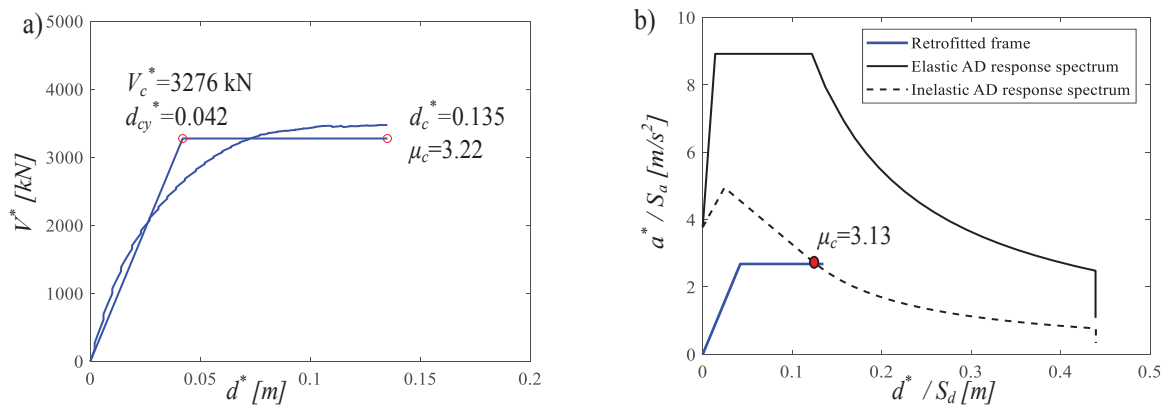 a)
5000
4000
3000
2000
1000
0
V* [kN]
V_c*=3276 kN
d_cy*=0.042
d_c*=0.135
μ_c=3.22
0 0.05 0.1 0.15 0.2
d* [m]
b)
10
8
6
4
2
0
a* / S_a [m/s²]
Retrofitted frame
Elastic AD response spectrum
Inelastic AD response spectrum
μ_c=3.13
0 0.1 0.2 0.3 0.4 0.5
d* / S_d [m]